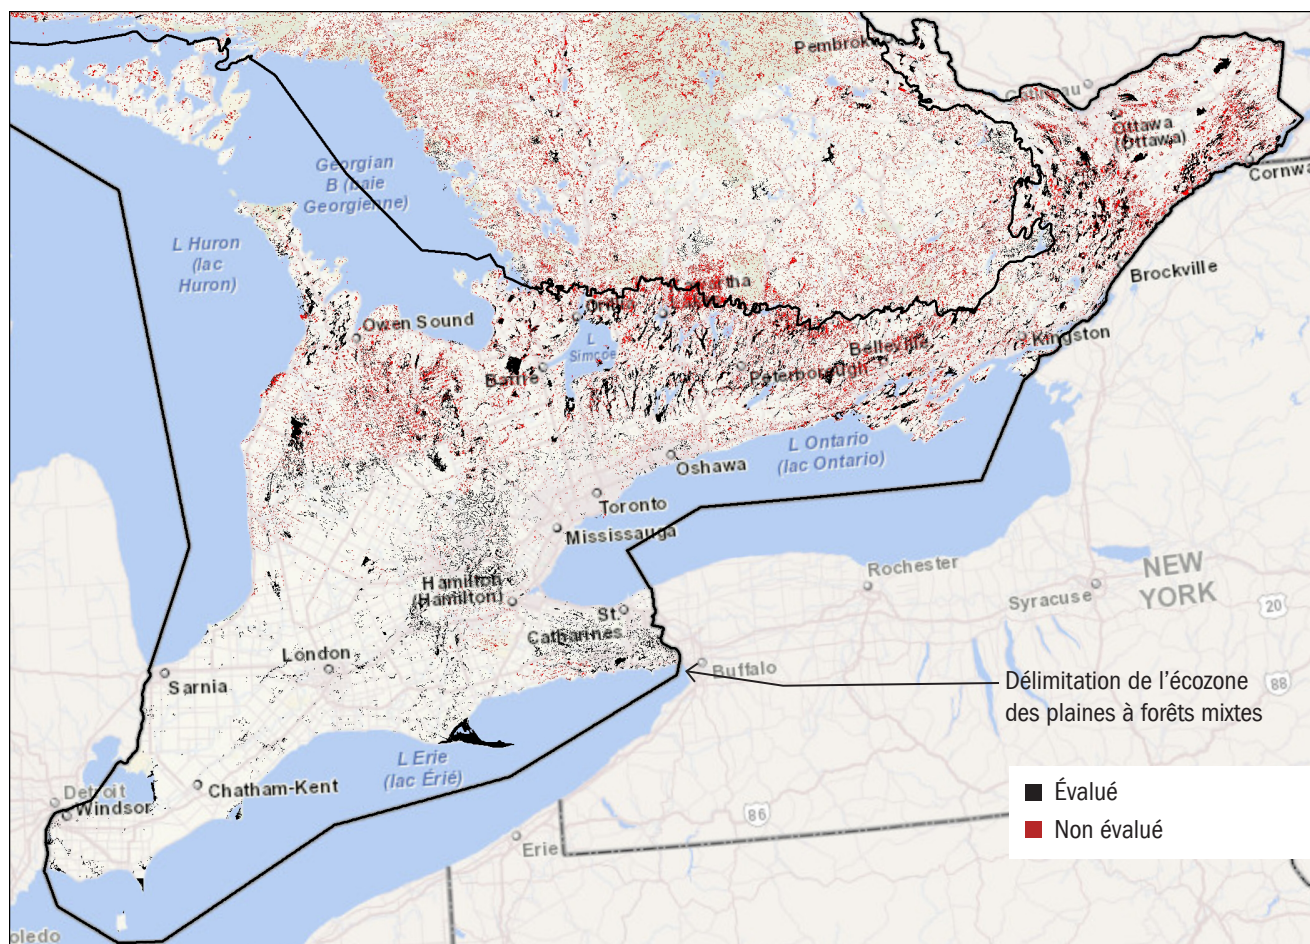 Pembrok
Ottawa
(Ottawa)
Cornwa
Georgian
B (baie
Georgienne)
L Huron
(lac
Huron)
Brockville
Owen Sound
L
Simcoe
Barrie
Belleville
Kingston
Peterborough
L Ontario
(lac Ontario)
Oshawa
Toronto
Mississauga
Rochester
NEW
YORK
Syracuse
20
Hamilton
(Hamilton)
St.
Catharines
London
Buffalo
Sarnia
88
Délimitation de l'écozone
des plaines à forêts mixtes
L Erie
(lac Érié)
Chatham-Kent
Detroit
Windsor
86
Erie
Évalué
Non évalué
oledo